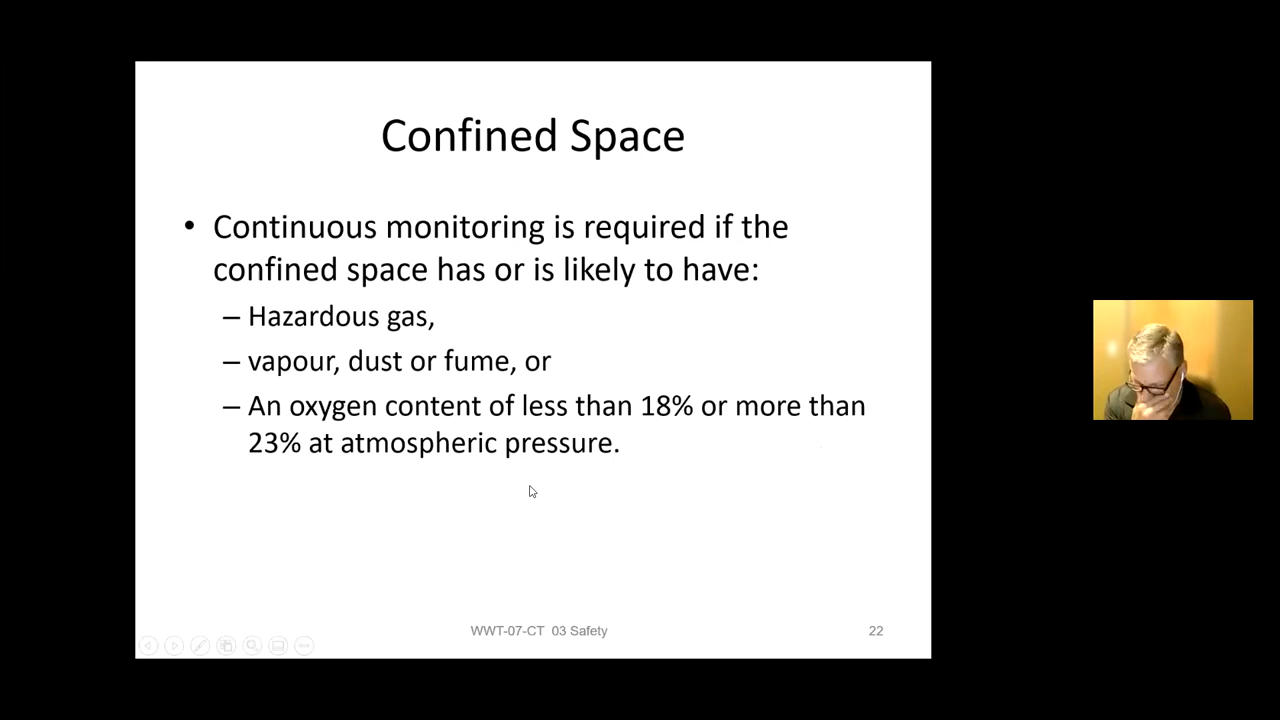 Confined Space
• Continuous monitoring is required if the
confined space has or is likely to have:
– Hazardous gas,
– vapour, dust or fume, or
– An oxygen content of less than 18% or more than
23% at atmospheric pressure.
WWT-07-CT 03 Safety
22